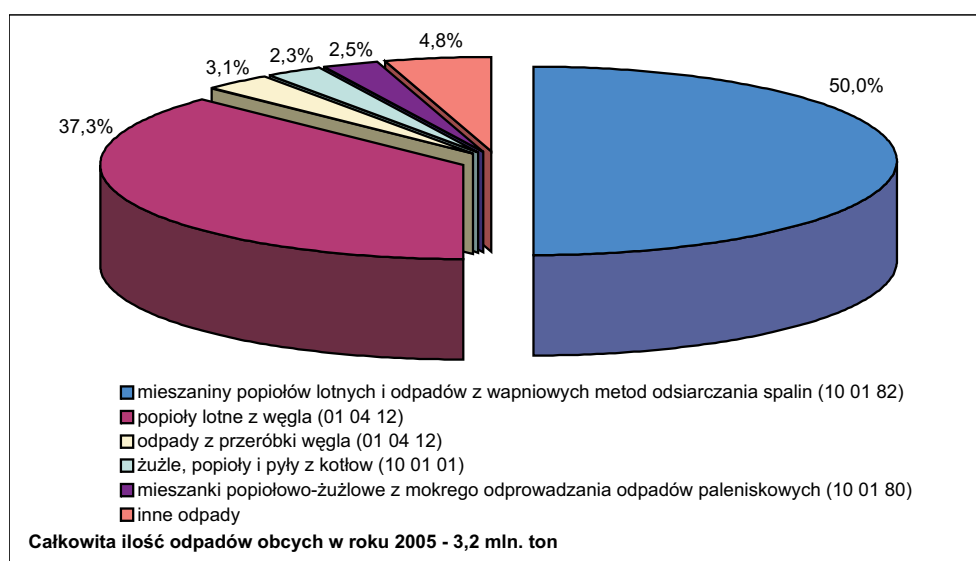 4,8%
2,5%
2,3%
3,1%
50,0%
37,3%
mieszaniny popiołów lotnych i odpadów z wapniowych metod odsiarczania spalin (10 01 82)
popioły lotne z węgla (01 04 12)
odpady z przeróbki węgla (01 04 12)
żużle, popioły i pyły z kotłow (10 01 01)
mieszanki popiołowo-żużlowe z mokrego odprowadzania odpadów paleniskowych (10 01 80)
inne odpady
Całkowita ilość odpadów obcych w roku 2005 - 3,2 mln. ton